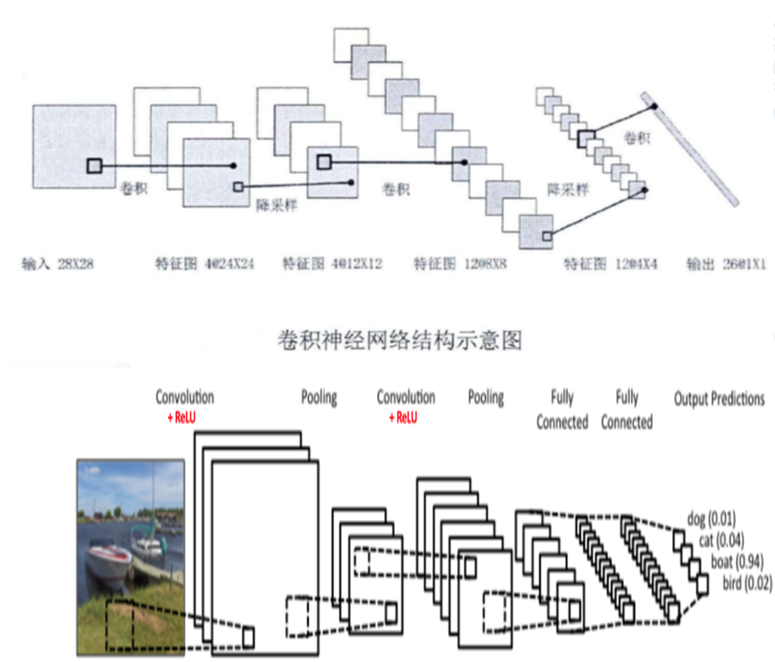 卷积
降采样
卷积
降采样
卷积
输入 28X28
特征图 4@24X24
特征图 4@12X12
特征图 12@8X8
特征图 12@4X4
输出 26@1X1
卷积神经网络结构示意图
Convolution
+ ReLU
Pooling
Convolution
+ ReLU
Pooling
Fully
Connected
Fully
Connected
Output Predictions
dog (0.01)
cat (0.04)
boat (0.94)
bird (0.02)